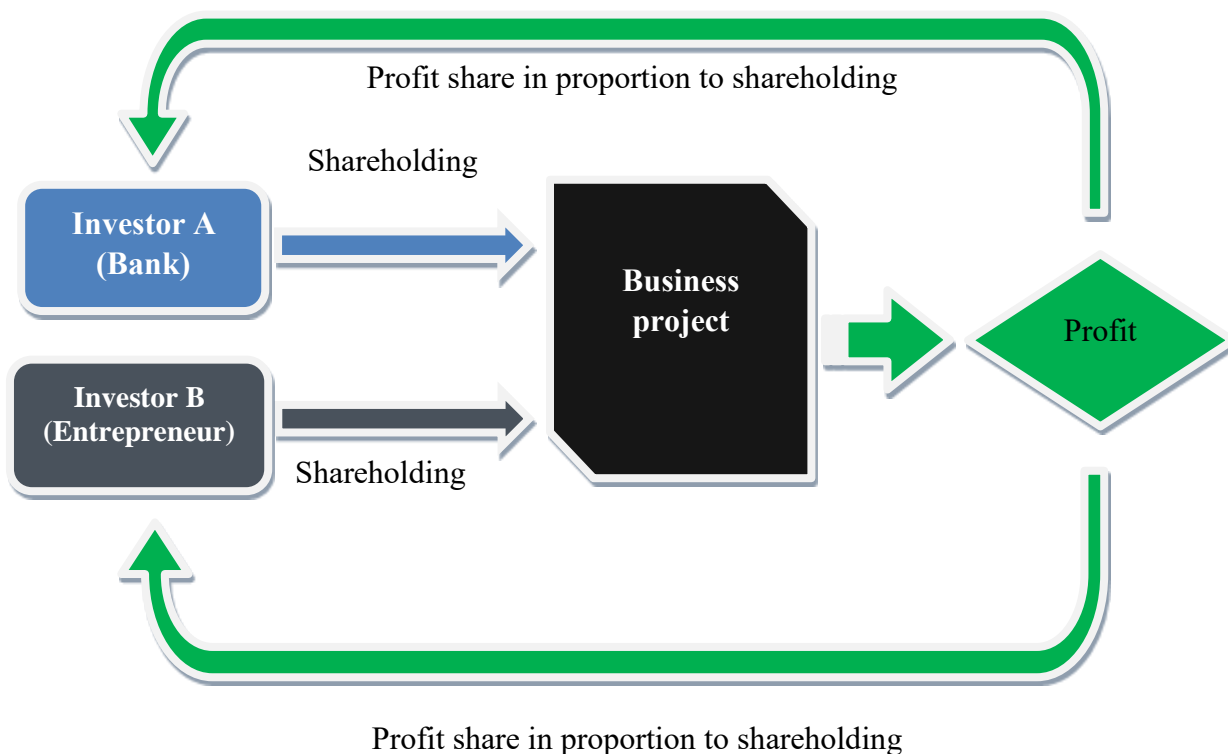 Profit share in proportion to shareholding
Shareholding
Investor A
(Bank)
Business
project
Profit
Investor B
(Entrepreneur)
Shareholding
Profit share in proportion to shareholding